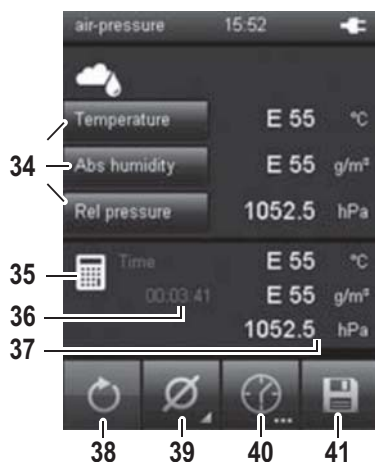 air-pressure 15:52
Temperature E 55 °C
34 Abs humidity E 55 g/m³
Rel pressure 1052.5 hPa
35 Time E 55 °C
36 00:03:41 E 55 g/m³
37 1052.5 hPa
38 39 40 41